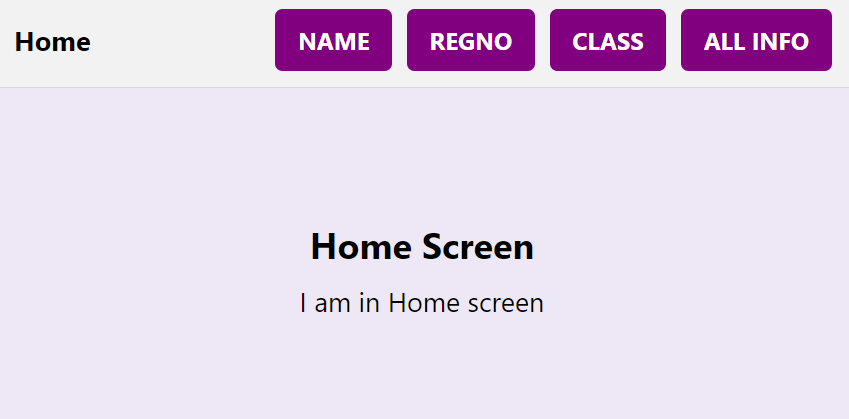 Home NAME REGNO CLASS ALL INFO
Home Screen
I am in Home screen